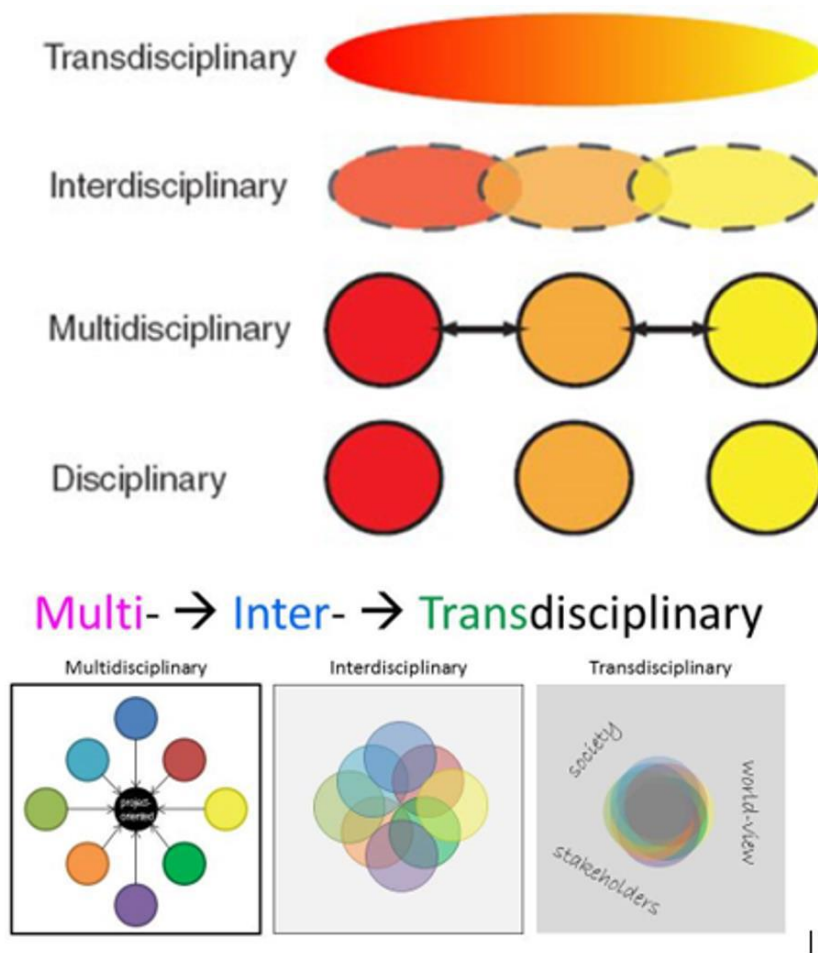 Transdisciplinary
Interdisciplinary
Multidisciplinary
Disciplinary
Multi- → Inter- → Transdisciplinary
Multidisciplinary
Interdisciplinary
Transdisciplinary
project-
oriented
society
world-view
stakeholders